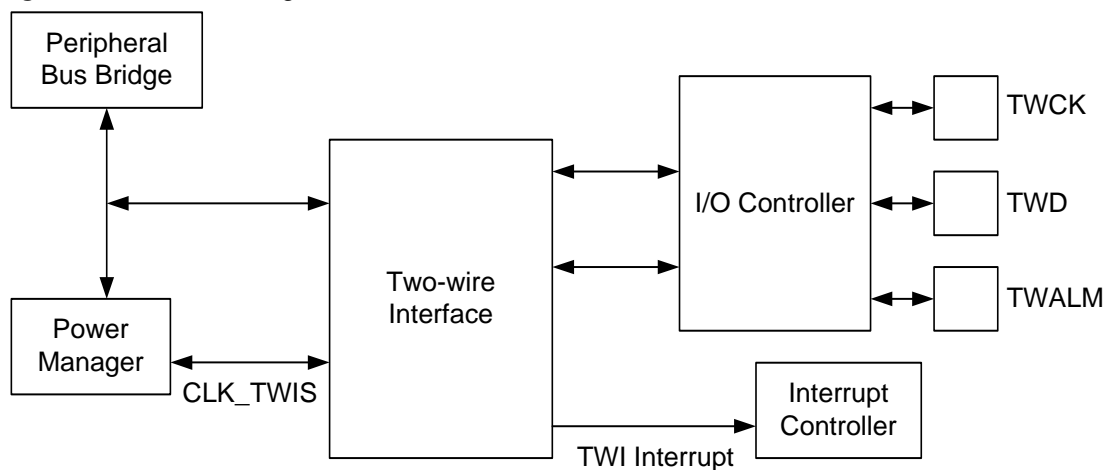 Peripheral
Bus Bridge
TWCK
I/O Controller
TWD
Two-wire
Interface
TWALM
Power
Manager
CLK_TWIS
Interrupt
Controller
TWI Interrupt